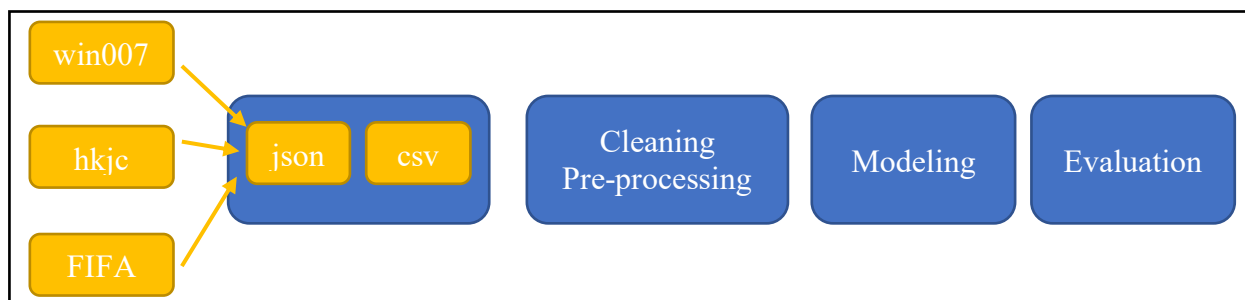 win007
hkjc
FIFA
json
csv
Cleaning
Pre-processing
Modeling
Evaluation